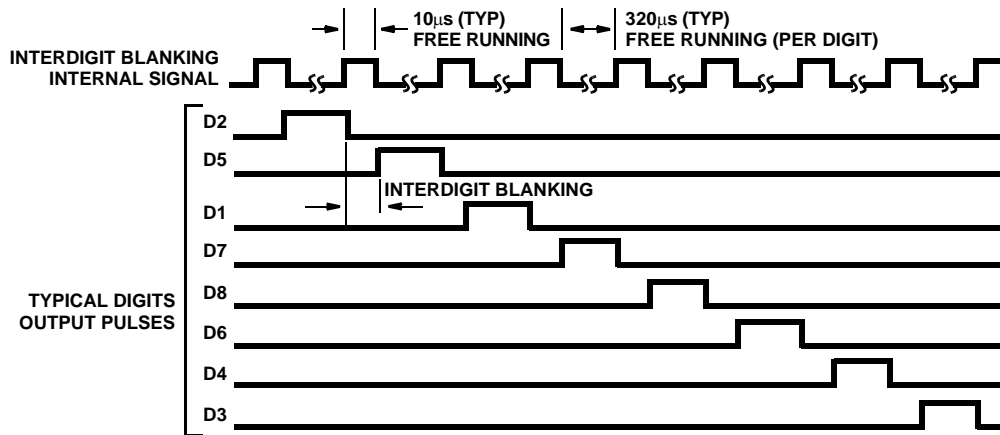 10μs (TYP)
FREE RUNNING
320μs (TYP)
FREE RUNNING (PER DIGIT)
INTERDIGIT BLANKING
INTERNAL SIGNAL
D2
D5
INTERDIGIT BLANKING
D1
D7
TYPICAL DIGITS
OUTPUT PULSES
D8
D6
D4
D3